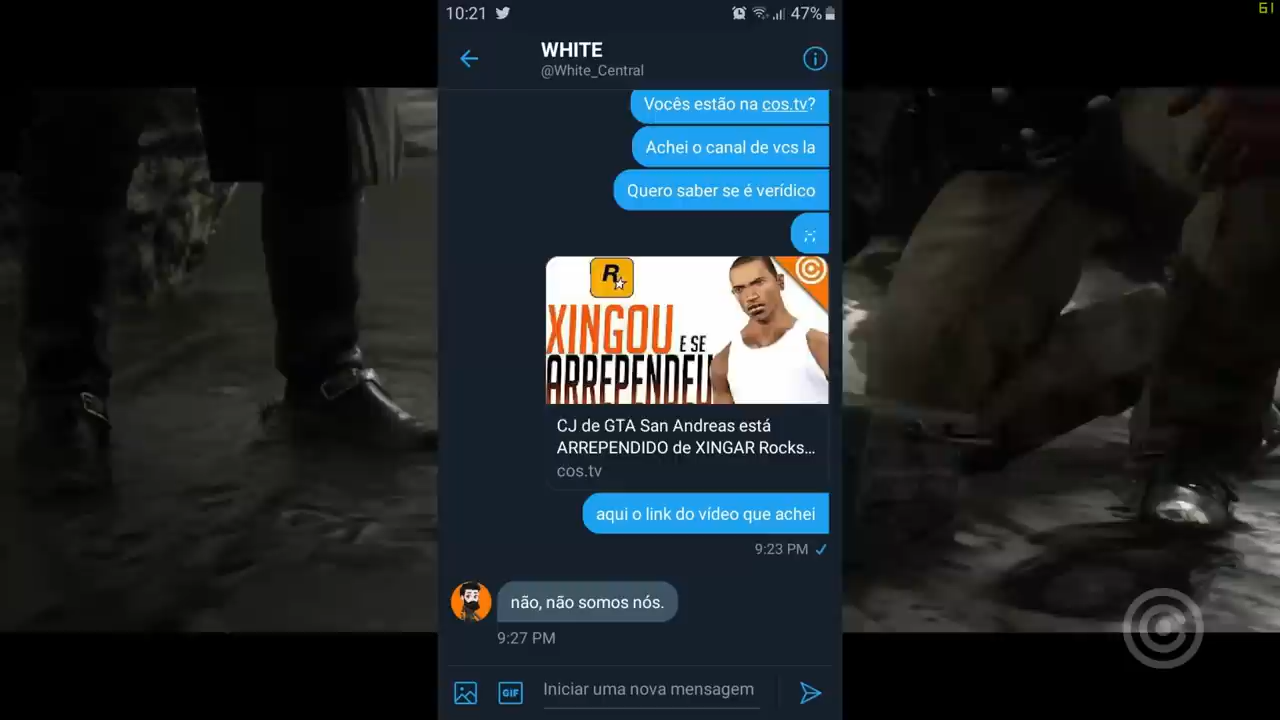 61
10:21
47%
WHITE
@White_Central
Vocês estão na cos.tv?
Achei o canal de vcs la
Quero saber se é verídico
R
XINGOU E SE
ARREPENDEU
CJ de GTA San Andreas está
ARREPENDIDO de XINGAR Rocks...
cos.tv
aqui o link do vídeo que achei
9:23 PM
não, não somos nós.
9:27 PM
GIF
Iniciar uma nova mensagem